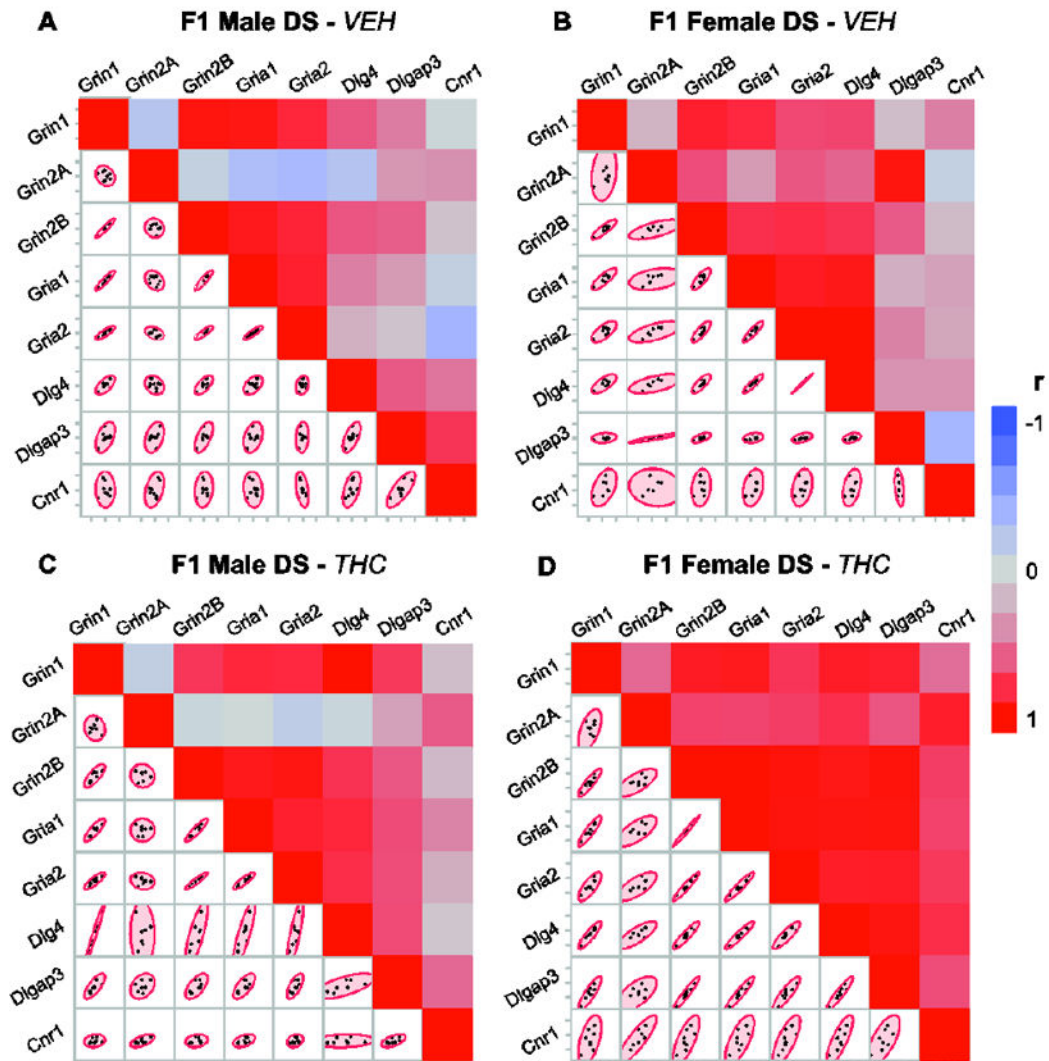 A F1 Male DS - VEH
Grin1 Grin2A Grin2B Gria1 Gria2 Dlg4 Dlgap3 Cnr1
Grin1
Grin2A
Grin2B
Gria1
Gria2
Dlg4
Dlgap3
Cnr1
B F1 Female DS - VEH
Grin1 Grin2A Grin2B Gria1 Gria2 Dlg4 Dlgap3 Cnr1
Grin1
Grin2A
Grin2B
Gria1
Gria2
Dlg4
Dlgap3
Cnr1
r
-1
0
1
C F1 Male DS - THC
Grin1 Grin2A Grin2B Gria1 Gria2 Dlg4 Dlgap3 Cnr1
Grin1
Grin2A
Grin2B
Gria1
Gria2
Dlg4
Dlgap3
Cnr1
D F1 Female DS - THC
Grin1 Grin2A Grin2B Gria1 Gria2 Dlg4 Dlgap3 Cnr1
Grin1
Grin2A
Grin2B
Gria1
Gria2
Dlg4
Dlgap3
Cnr1